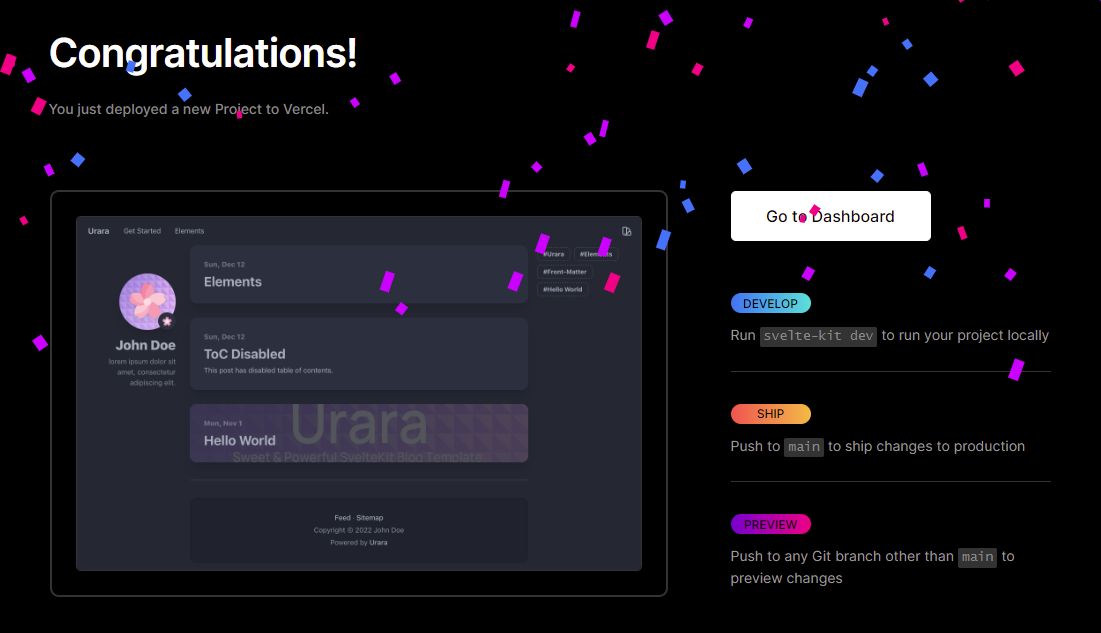 Congratulations!
You just deployed a new Project to Vercel.
Urara
Get Started
Elements
John Doe
lorem ipsum dolor sit
amet, consectetur
adipiscing elit.
Sun, Dec 12
Elements
Sun, Dec 12
ToC Disabled
This post has disabled table of contents.
Mon, Nov 1
Hello World
Urara
Sweet & Powerful SvelteKit Blog Template
#Urara
#Elements
#Front-Matter
#Hello World
Feed · Sitemap
Copyright © 2022 John Doe
Powered by Urara
Go to Dashboard
DEVELOP
Run svelte-kit dev to run your project locally
SHIP
Push to main to ship changes to production
PREVIEW
Push to any Git branch other than main to
preview changes